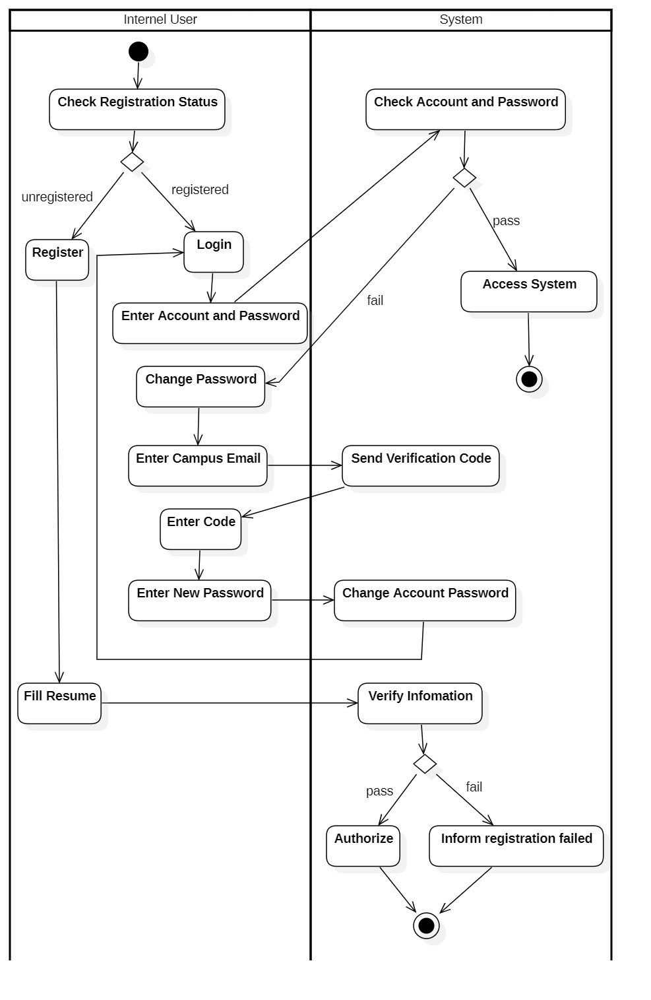 Internel User
System
Check Registration Status
Check Account and Password
unregistered
registered
pass
Register
Login
Access System
fail
Enter Account and Password
Change Password
Enter Campus Email
Send Verification Code
Enter Code
Enter New Password
Change Account Password
Fill Resume
Verify Infomation
pass
fail
Authorize
Inform registration failed